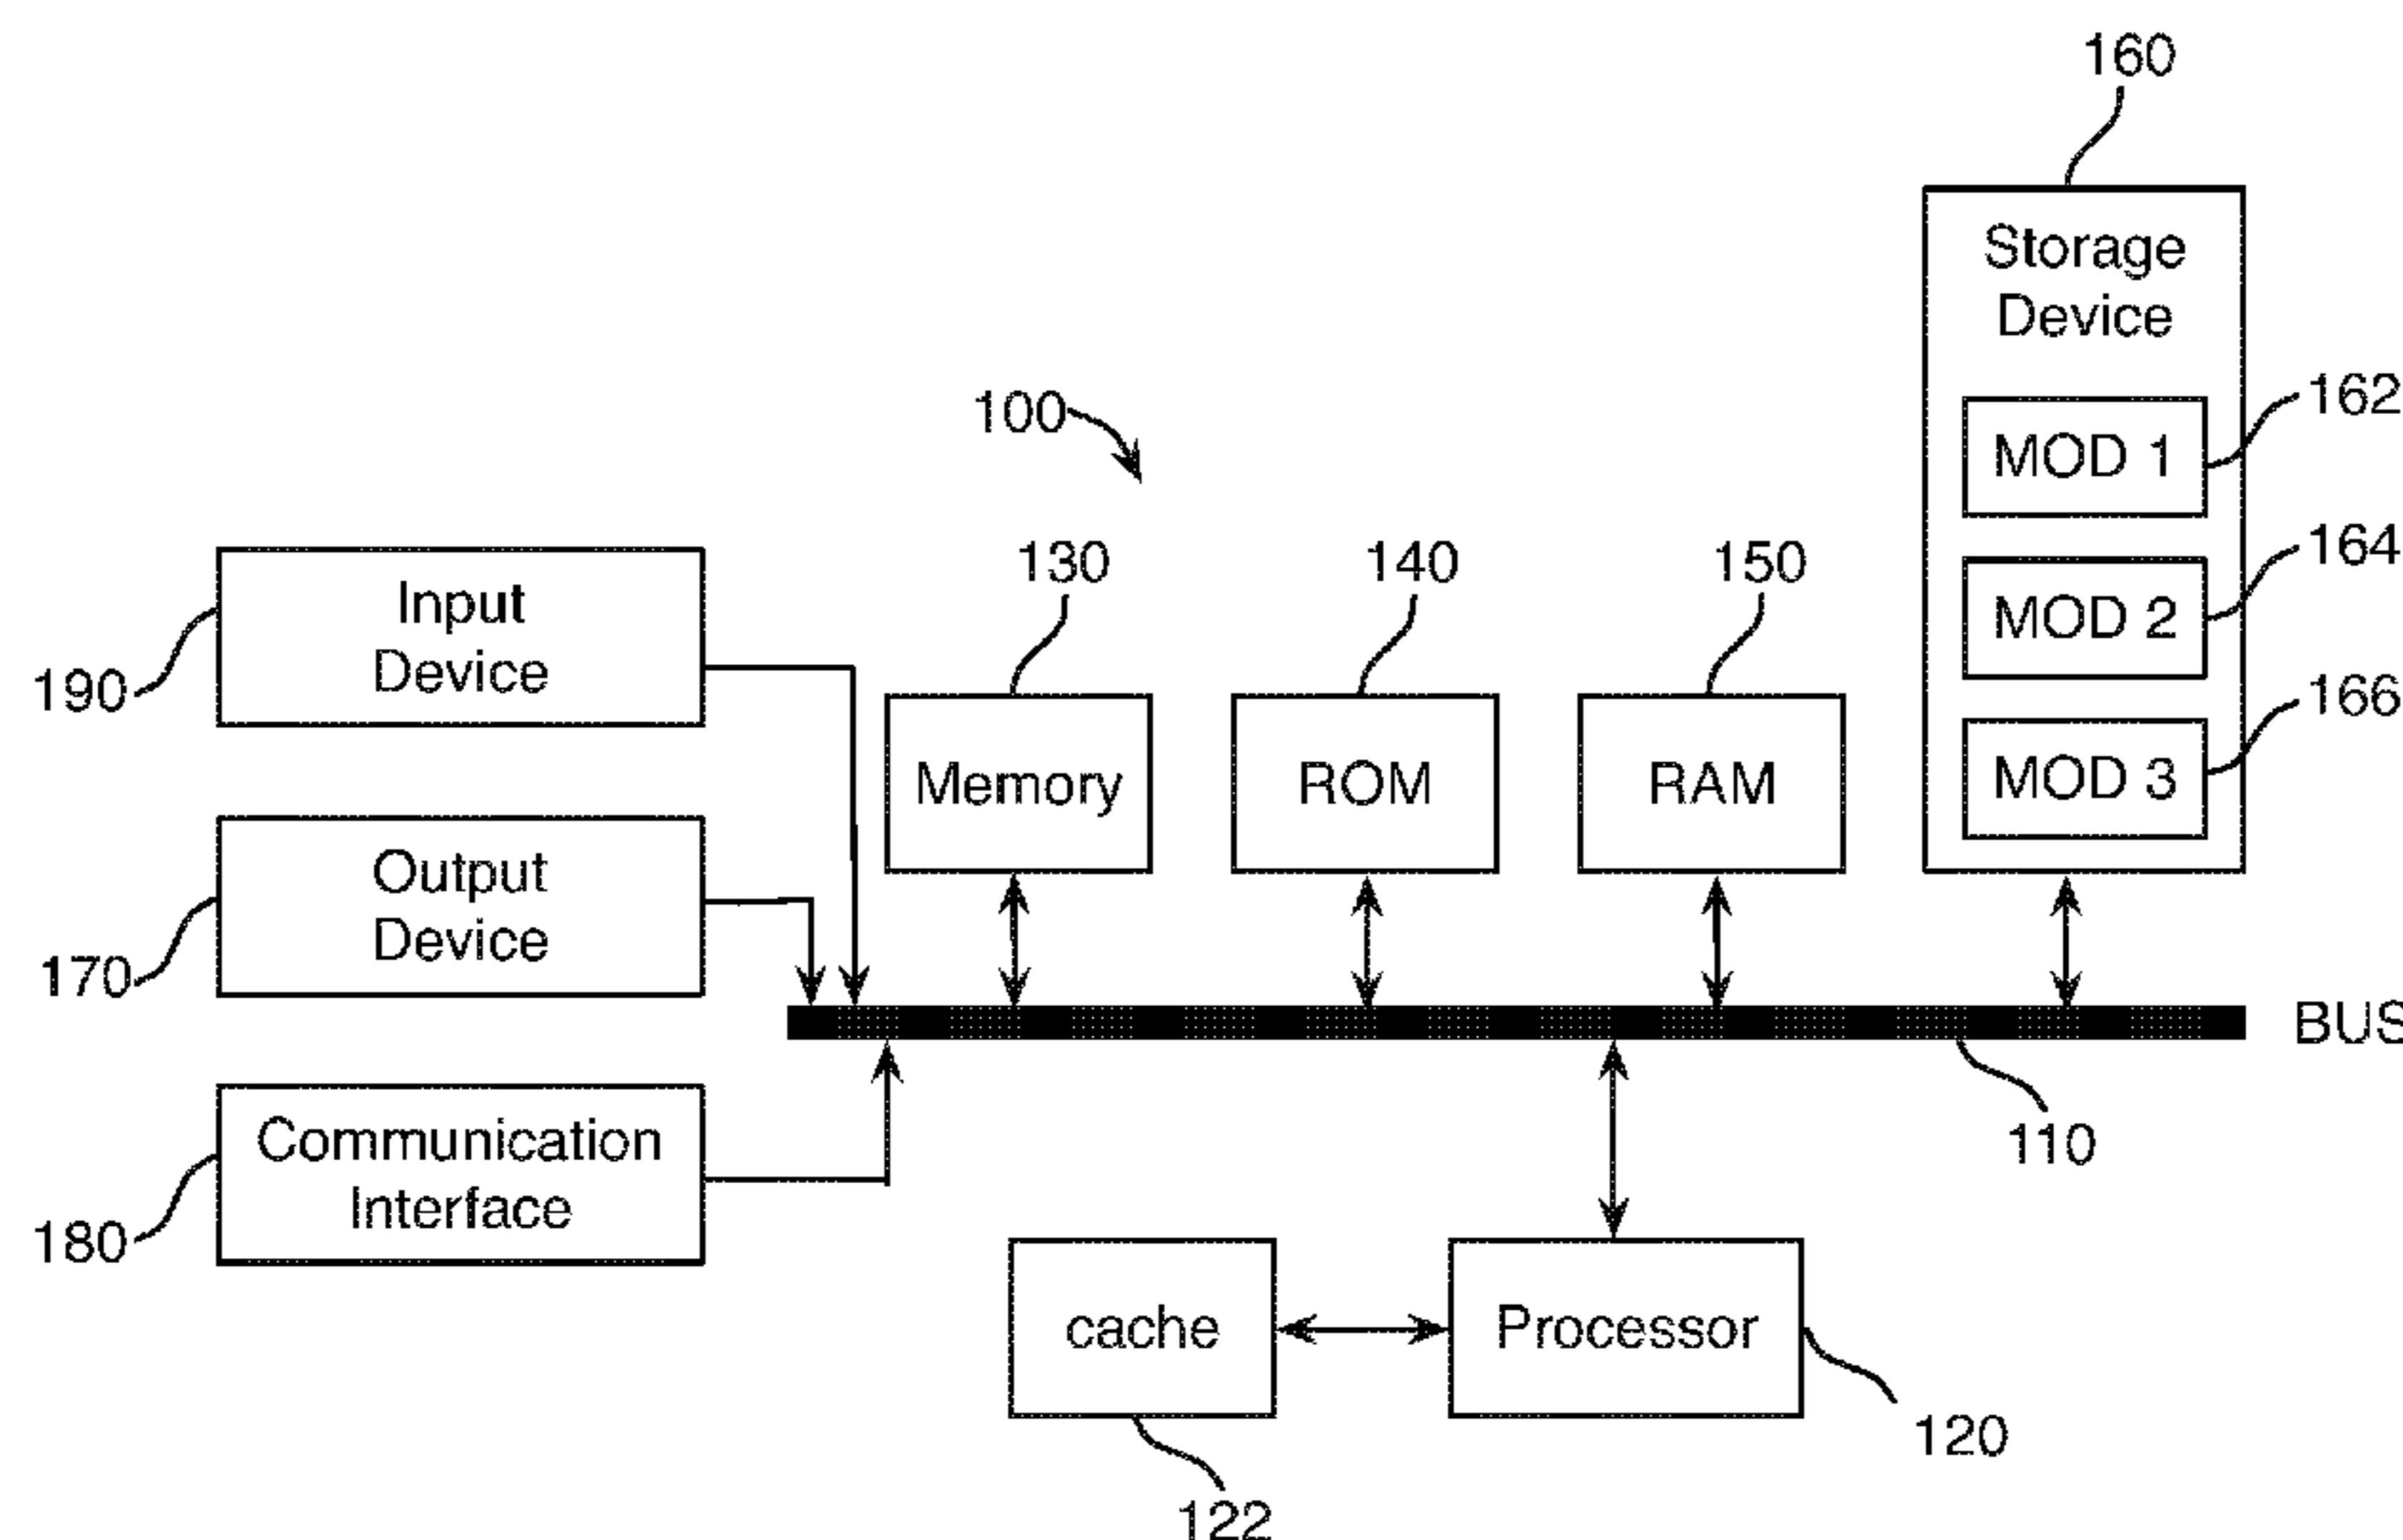 160
Storage
Device
162
MOD 1
100
164
MOD 2
130
140
150
Input
Device
190
166
MOD 3
Memory
ROM
RAM
Output
Device
170
BUS
Communication
Interface
180
110
cache
Processor
120
122